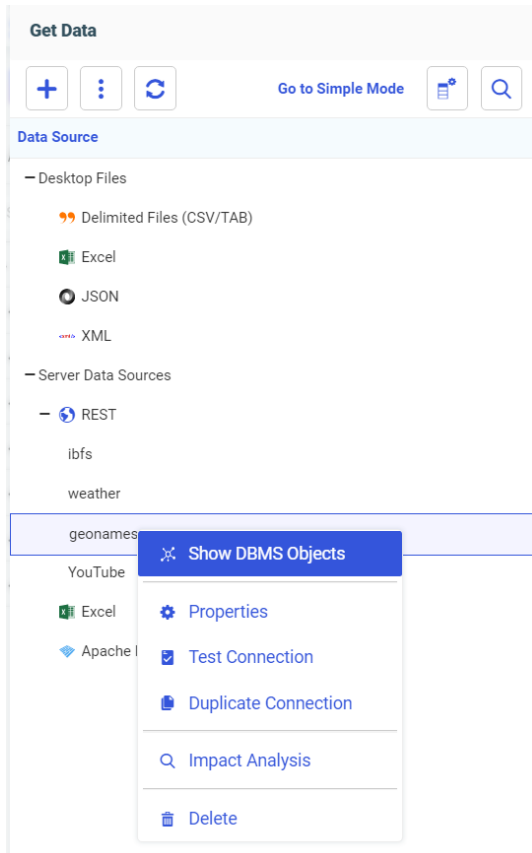 Get Data
Go to Simple Mode
Data Source
Desktop Files
Delimited Files (CSV/TAB)
Excel
JSON
XML
Server Data Sources
REST
ibfs
weather
geonames
Show DBMS Objects
YouTube
Properties
Excel
Test Connection
Apache
Duplicate Connection
Impact Analysis
Delete